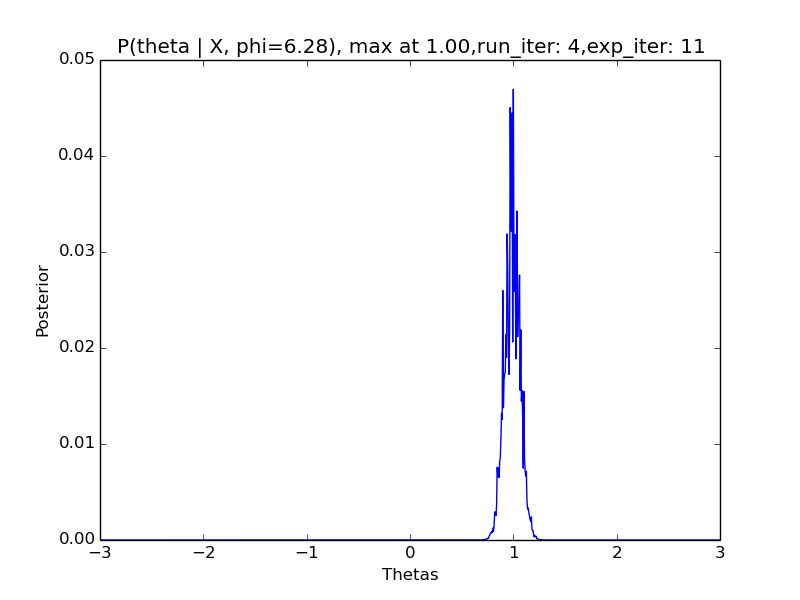 P(theta | X, phi=6.28), max at 1.00,run_iter: 4,exp_iter: 11
0.05
0.04
0.03
0.02
0.01
0.00
Posterior
−3 −2 −1 0 1 2 3
Thetas